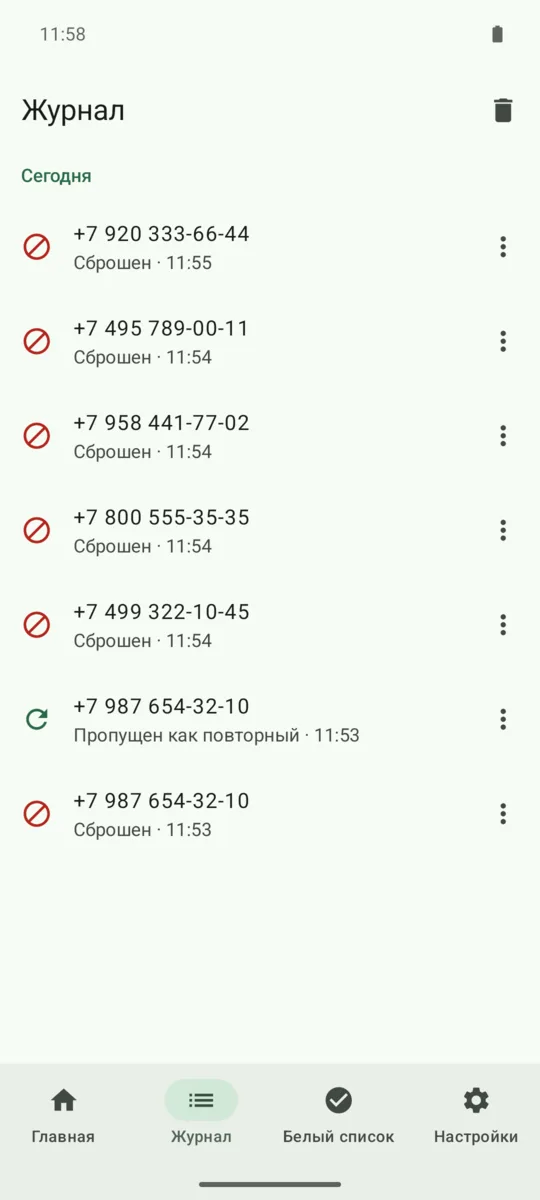 11:58
Журнал
Сегодня
+7 920 333-66-44
Сброшен · 11:55
+7 495 789-00-11
Сброшен · 11:54
+7 958 441-77-02
Сброшен · 11:54
+7 800 555-35-35
Сброшен · 11:54
+7 499 322-10-45
Сброшен · 11:54
+7 987 654-32-10
Пропущен как повторный · 11:53
+7 987 654-32-10
Сброшен · 11:53
Главная Журнал Белый список Настройки